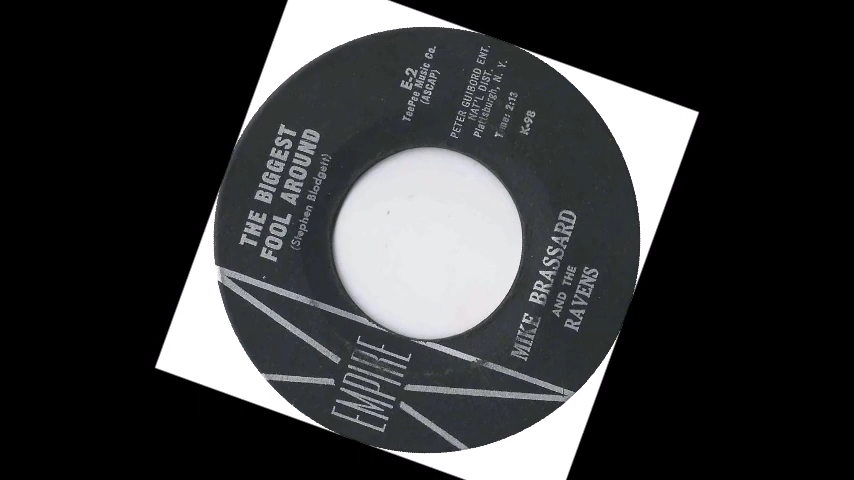 EMPIRE
THE BIGGEST
FOOL AROUND
(Stephen Blodgett)
E-2
TeePee Music Co.
(ASCAP)
PETER GUIBORD ENT.
NAT'L DIST.
Plattsburgh, N. Y.
Time: 2:13
K-98
MIKE BRASSARD
AND THE
RAVENS